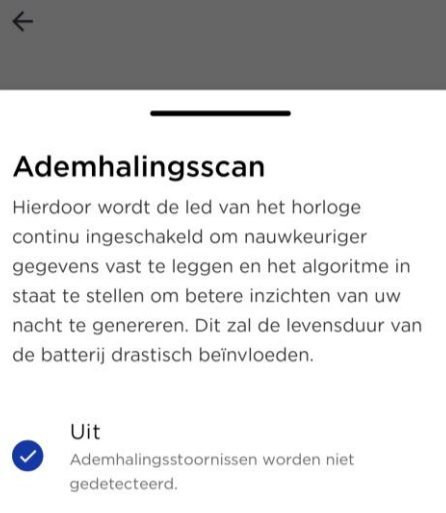 Ademhalingsscan
Hierdoor wordt de led van het horloge
continu ingeschakeld om nauwkeuriger
gegevens vast te leggen en het algoritme in
staat te stellen om betere inzichten van uw
nacht te genereren. Dit zal de levensduur van
de batterij drastisch beïnvloeden.
Uit
Ademhalingsstoornissen worden niet
gedetecteerd.